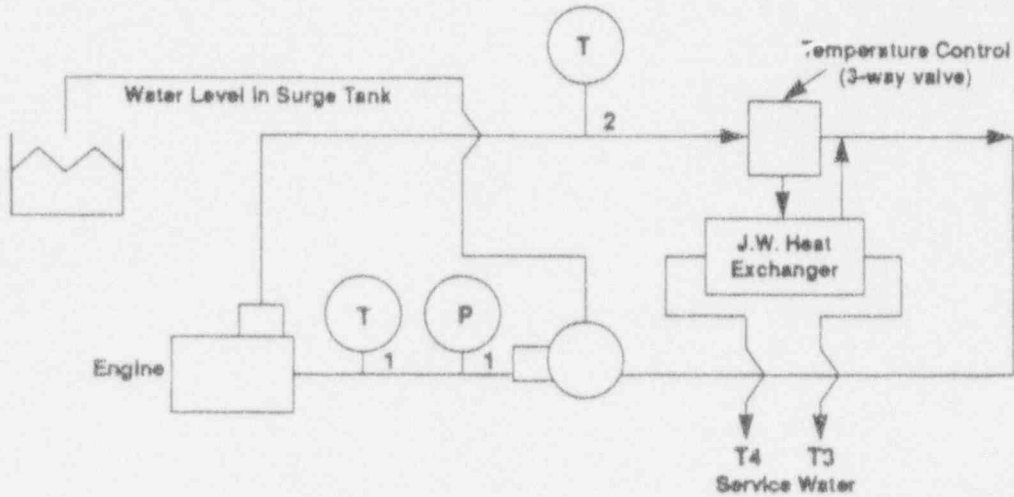 T
Temperature Control
(3-way valve)
Water Level in Surge Tank
2
J.W. Heat
Exchanger
T
P
Engine
1
1
T4
T3
Service Water